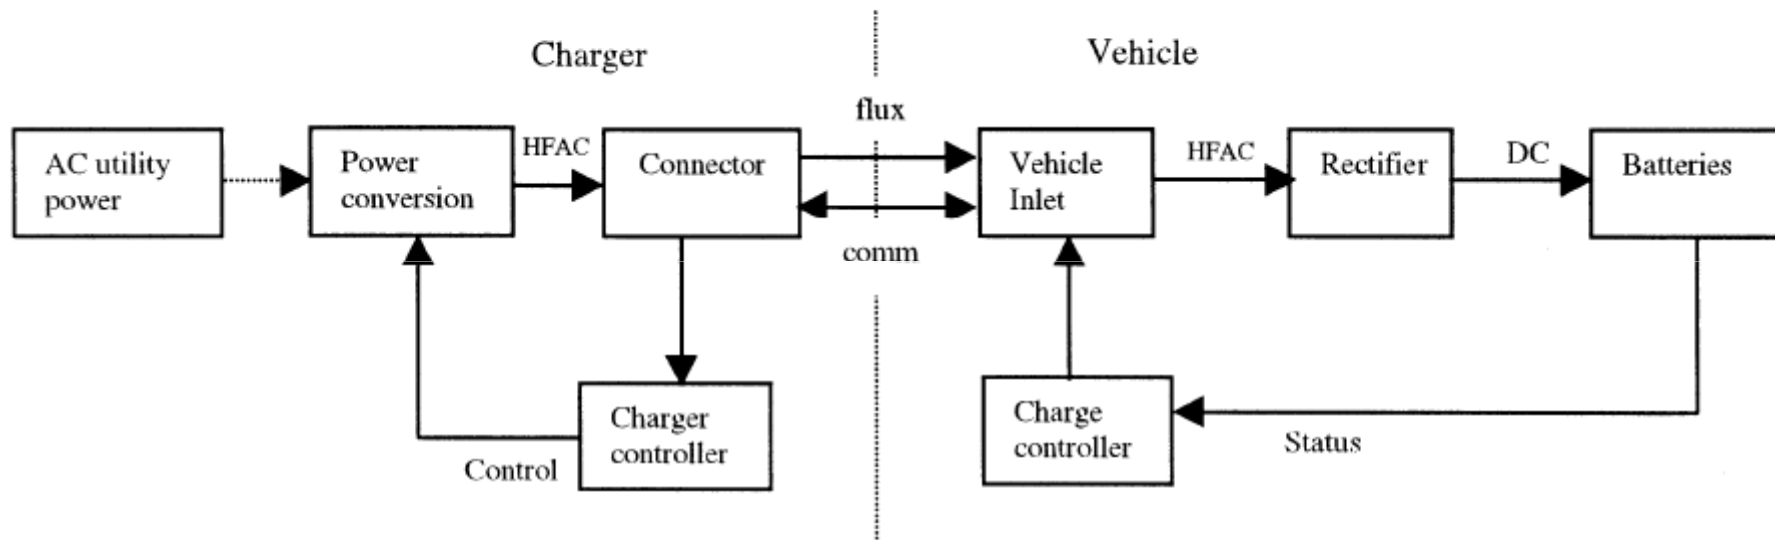 Charger
Vehicle
flux
AC utility
power
Power
conversion
HFAC
Connector
Vehicle
Inlet
HFAC
Rectifier
DC
Batteries
comm
Charger
controller
Control
Charge
controller
Status